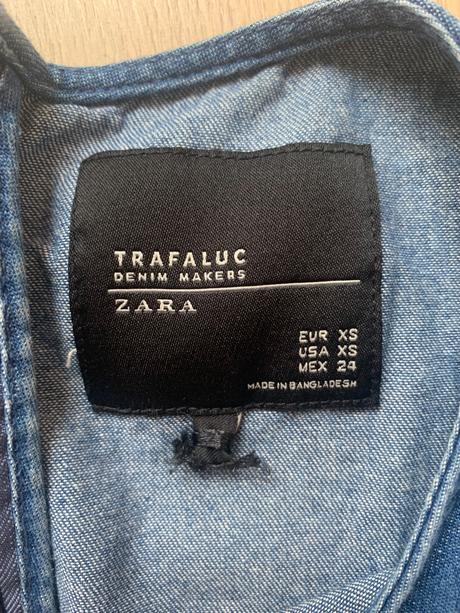 TRAFALUC
DENIM MAKERS
ZARA
EUR XS
USA XS
MEX 24
MADE IN BANGLADESH